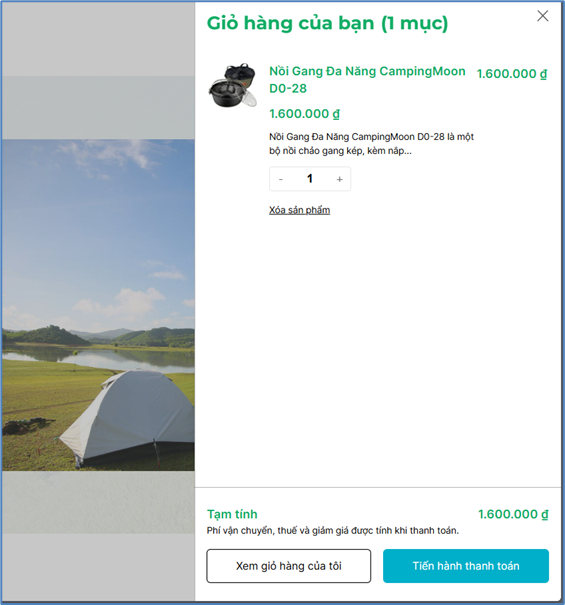 Giỏ hàng của bạn (1 mục)
Nồi Gang Đa Năng CampingMoon
D0-28
1.600.000 ₫
1.600.000 ₫
Nồi Gang Đa Năng CampingMoon D0-28 là một
bộ nồi chảo gang kép, kèm nắp...
- 1 +
Xóa sản phẩm
Tạm tính 1.600.000 ₫
Phí vận chuyển, thuế và giảm giá được tính khi thanh toán.
Xem giỏ hàng của tôi
Tiến hành thanh toán